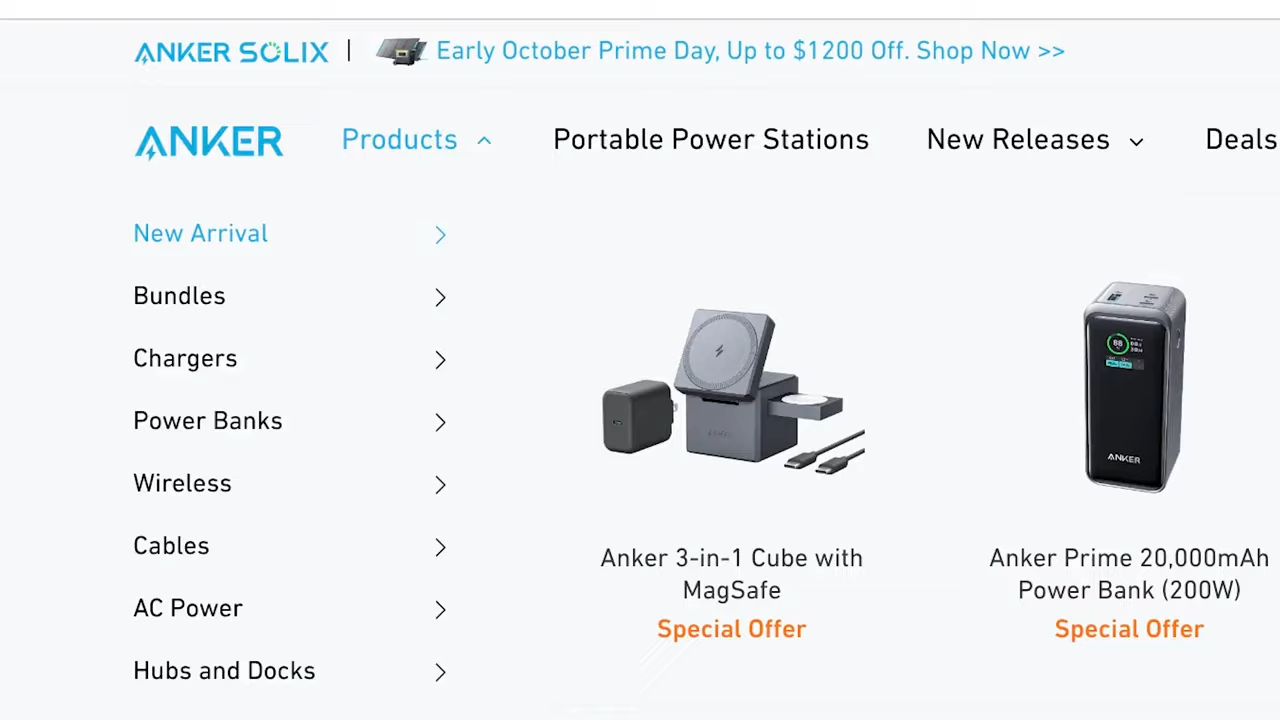 ANKER SOLIX | Early October Prime Day, Up to $1200 Off. Shop Now >>
ANKER Products Portable Power Stations New Releases Deals
New Arrival
Bundles
Chargers
Power Banks
Wireless
Cables
AC Power
Hubs and Docks
88
ANKER
Anker 3-in-1 Cube with
MagSafe
Special Offer
Anker Prime 20,000mAh
Power Bank (200W)
Special Offer